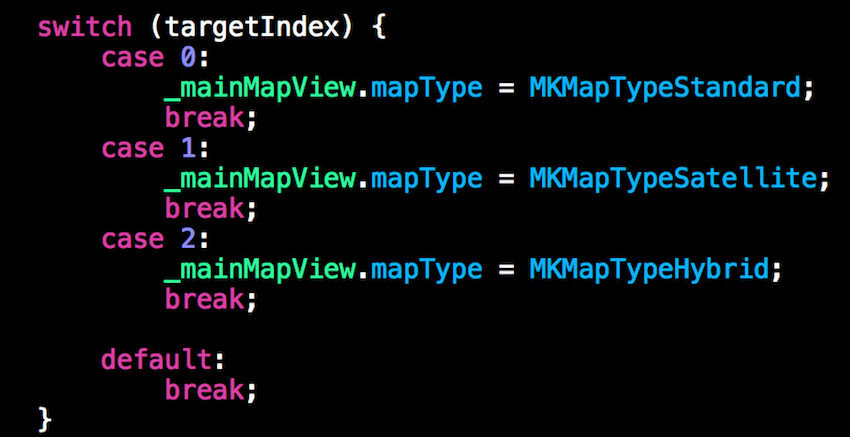 switch (targetIndex) {
    case 0:
        _mainMapView.mapType = MKMapTypeStandard;
        break;
    case 1:
        _mainMapView.mapType = MKMapTypeSatellite;
        break;
    case 2:
        _mainMapView.mapType = MKMapTypeHybrid;
        break;

    default:
        break;
}